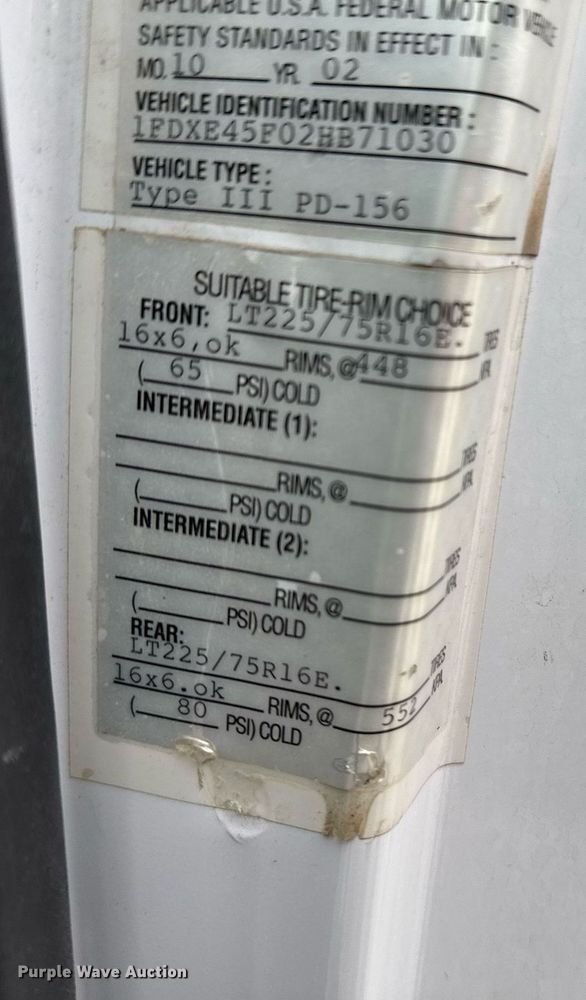 APPLICABLE U.S.A. FEDERAL MOTOR VEHICLE
SAFETY STANDARDS IN EFFECT IN :
MO. 10 YR. 02
VEHICLE IDENTIFICATION NUMBER :
1FDXE45F02HB71030
VEHICLE TYPE :
Type III PD-156
SUITABLE TIRE-RIM CHOICE
FRONT: LT225/75R16E. TIRES
16x6,ok RIMS, @ 448 KPA,
( 65 PSI) COLD
INTERMEDIATE (1):
TIRES
RIMS, @ KPA,
( PSI) COLD
INTERMEDIATE (2):
TIRES
RIMS, @ KPA,
( PSI) COLD
REAR:
LT225/75R16E. TIRES
16x6.ok RIMS, @ 552 KPA,
( 80 PSI) COLD
Purple Wave Auction